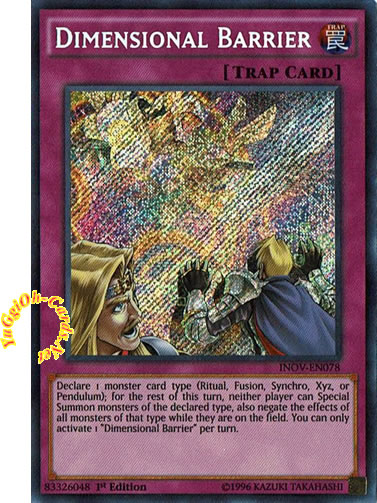 DIMENSIONAL BARRIER
TRAP
罠
[TRAP CARD]
YuGgiOh-Cards.Net
INOV-EN078
Declare 1 monster card type (Ritual, Fusion, Synchro, Xyz, or
Pendulum); for the rest of this turn, neither player can Special
Summon monsters of the declared type, also negate the effects of
all monsters of that type while they are on the field. You can only
activate 1 "Dimensional Barrier" per turn.
83326048 1st Edition ©1996 KAZUKI TAKAHASHI